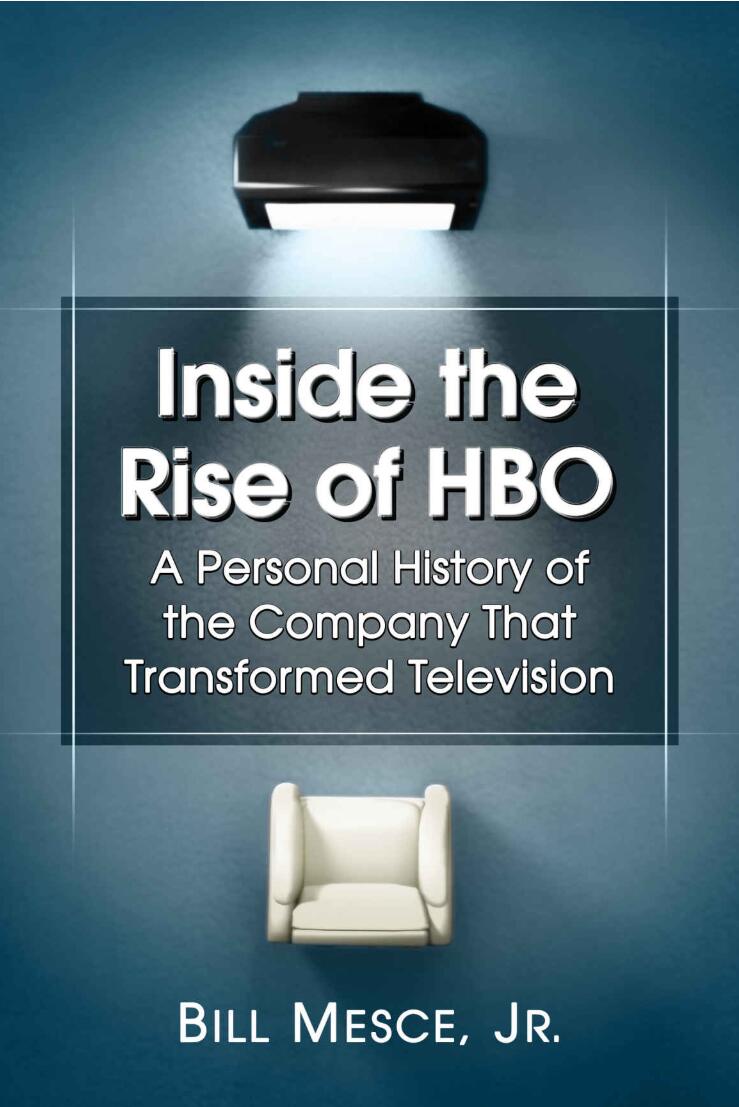 Inside the
Rise of HBO
A Personal History of
the Company That
Transformed Television
BILL MESCE, JR.